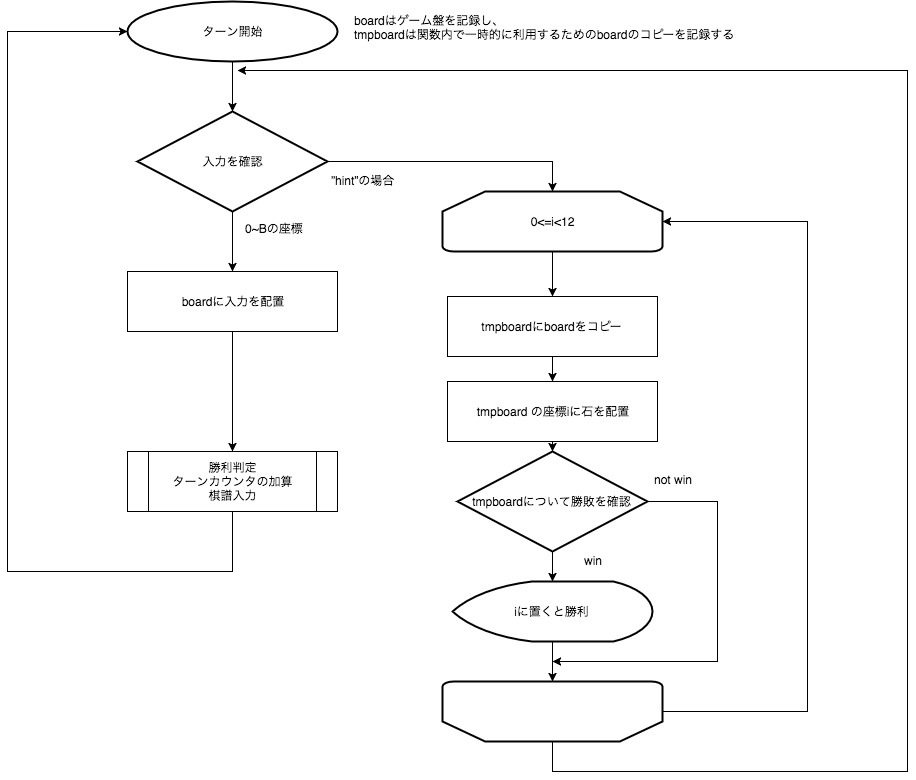 ターン開始
boardはゲーム盤を記録し、
tmpboardは関数内で一時的に利用するためのboardのコピーを記録する
入力を確認
"hint"の場合
0~Bの座標
0<=i<12
boardに入力を配置
tmpboardにboardをコピー
tmpboard の座標iに石を配置
勝利判定
ターンカウンタの加算
棋譜入力
not win
tmpboardについて勝敗を確認
win
iに置くと勝利